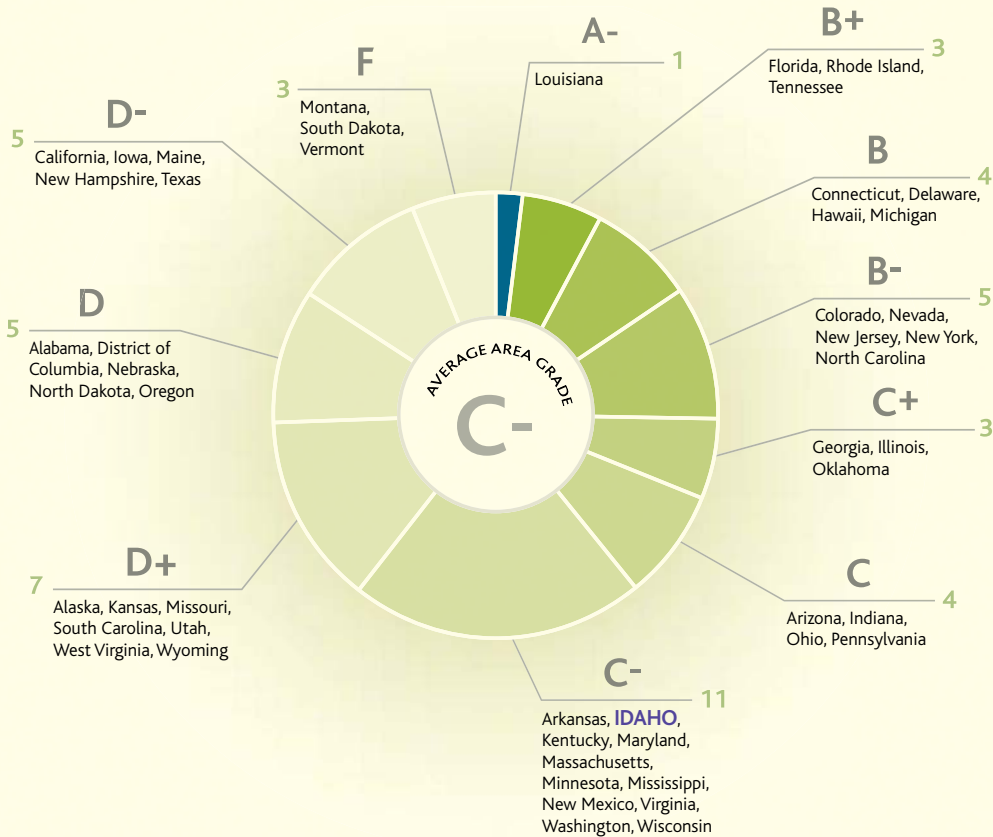 A-
1
Louisiana
B+
3
Florida, Rhode Island,
Tennessee
B
4
Connecticut, Delaware,
Hawaii, Michigan
B-
5
Colorado, Nevada,
New Jersey, New York,
North Carolina
C+
3
Georgia, Illinois,
Oklahoma
C
4
Arizona, Indiana,
Ohio, Pennsylvania
C-
11
Arkansas, IDAHO,
Kentucky, Maryland,
Massachusetts,
Minnesota, Mississippi,
New Mexico, Virginia,
Washington, Wisconsin
D+
7
Alaska, Kansas, Missouri,
South Carolina, Utah,
West Virginia, Wyoming
D
5
Alabama, District of
Columbia, Nebraska,
North Dakota, Oregon
D-
5
California, Iowa, Maine,
New Hampshire, Texas
F
3
Montana,
South Dakota,
Vermont
AVERAGE AREA GRADE
C-